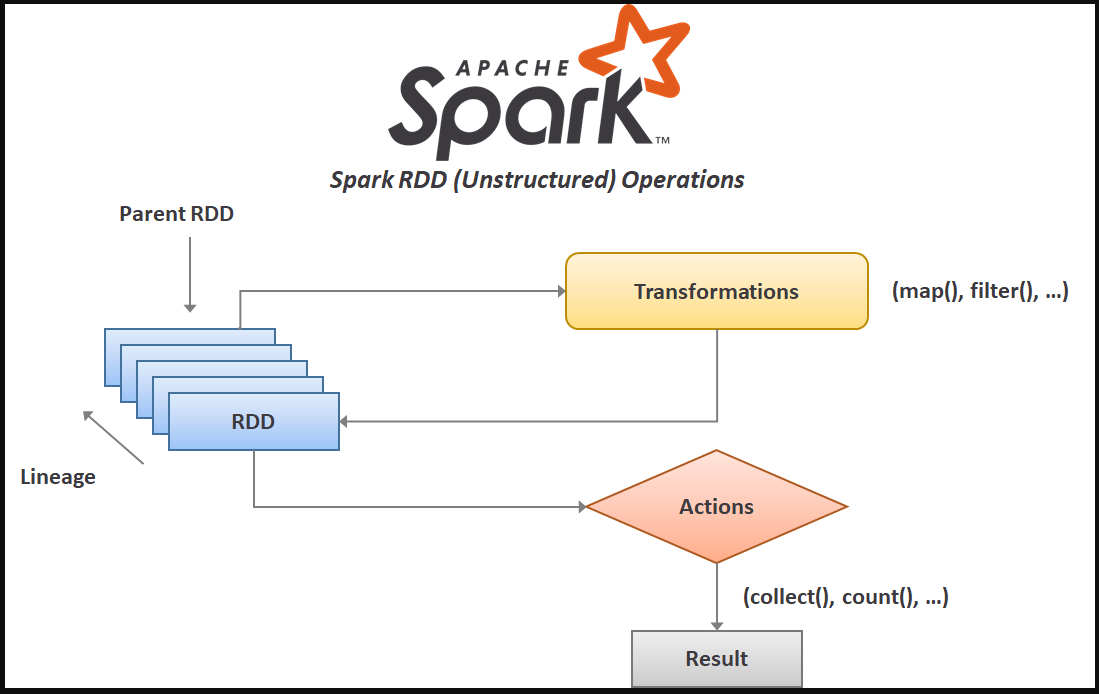 APACHE
Spark™
Spark RDD (Unstructured) Operations
Parent RDD
Transformations
(map(), filter(), ...)
RDD
Lineage
Actions
(collect(), count(), ...)
Result